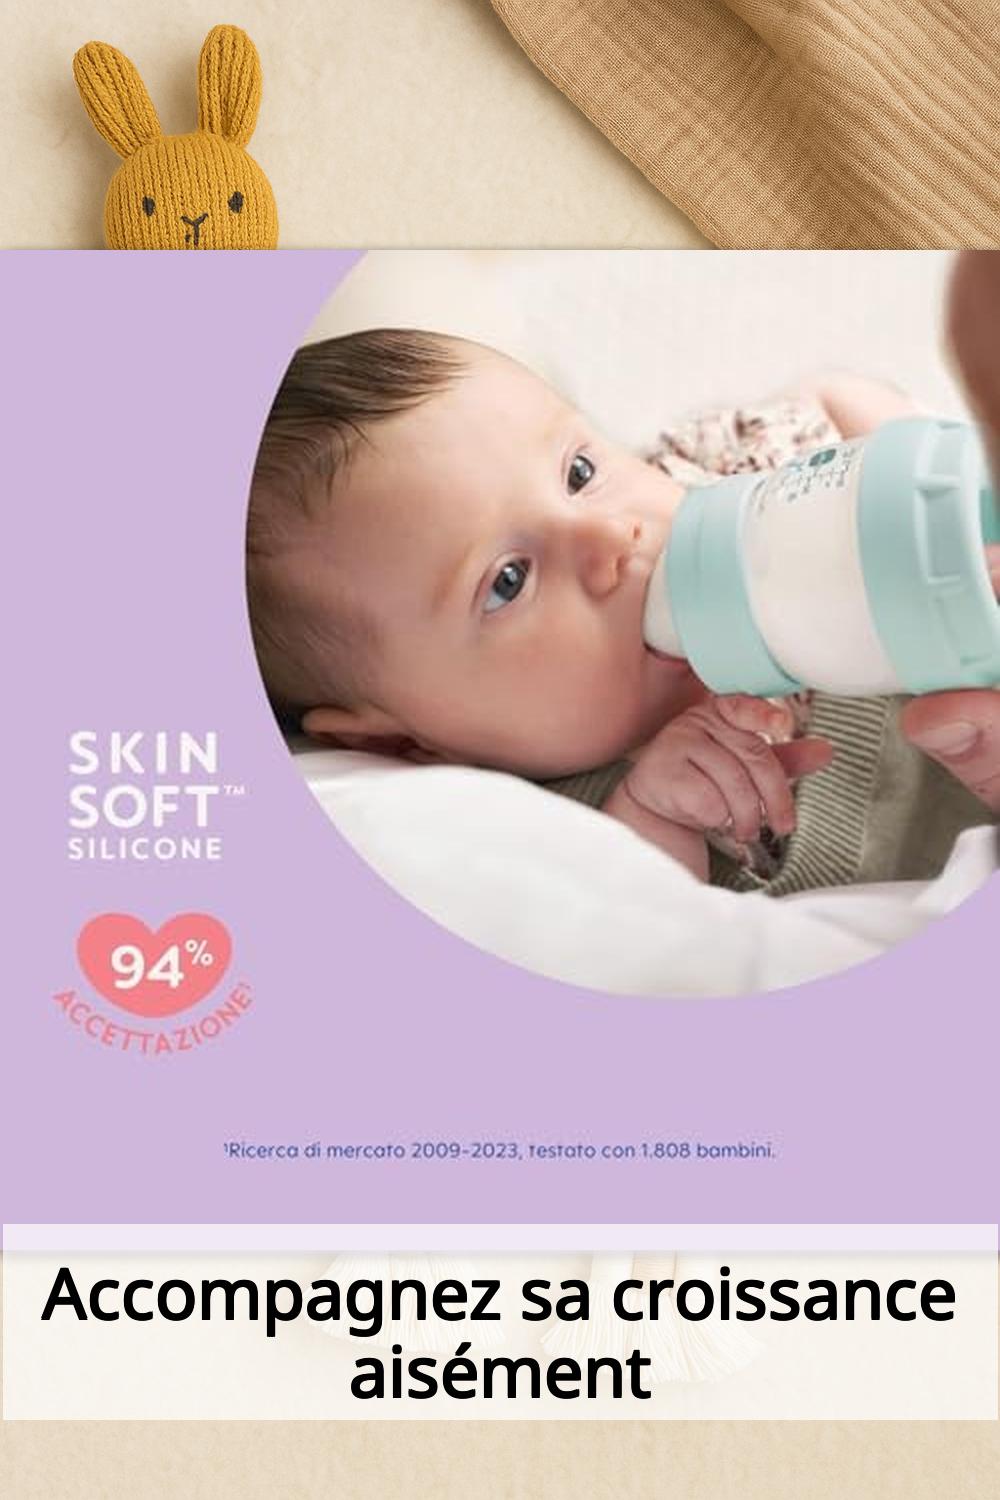 SKIN
SOFT™
SILICONE
94%
ACCETTAZIONE¹
¹Ricerca di mercato 2009-2023, testato con 1.808 bambini.
Accompagnez sa croissance
aisément